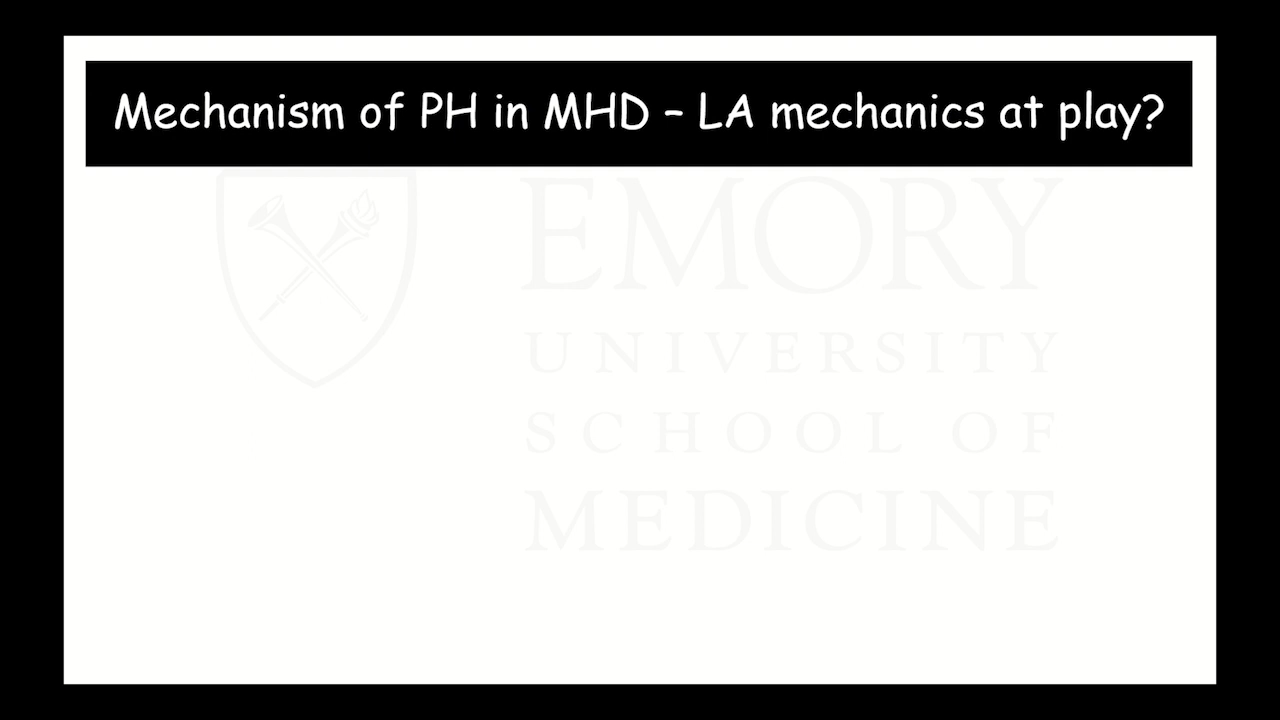 Mechanism of PH in MHD – LA mechanics at play?
EMORY
UNIVERSITY
SCHOOL OF
MEDICINE